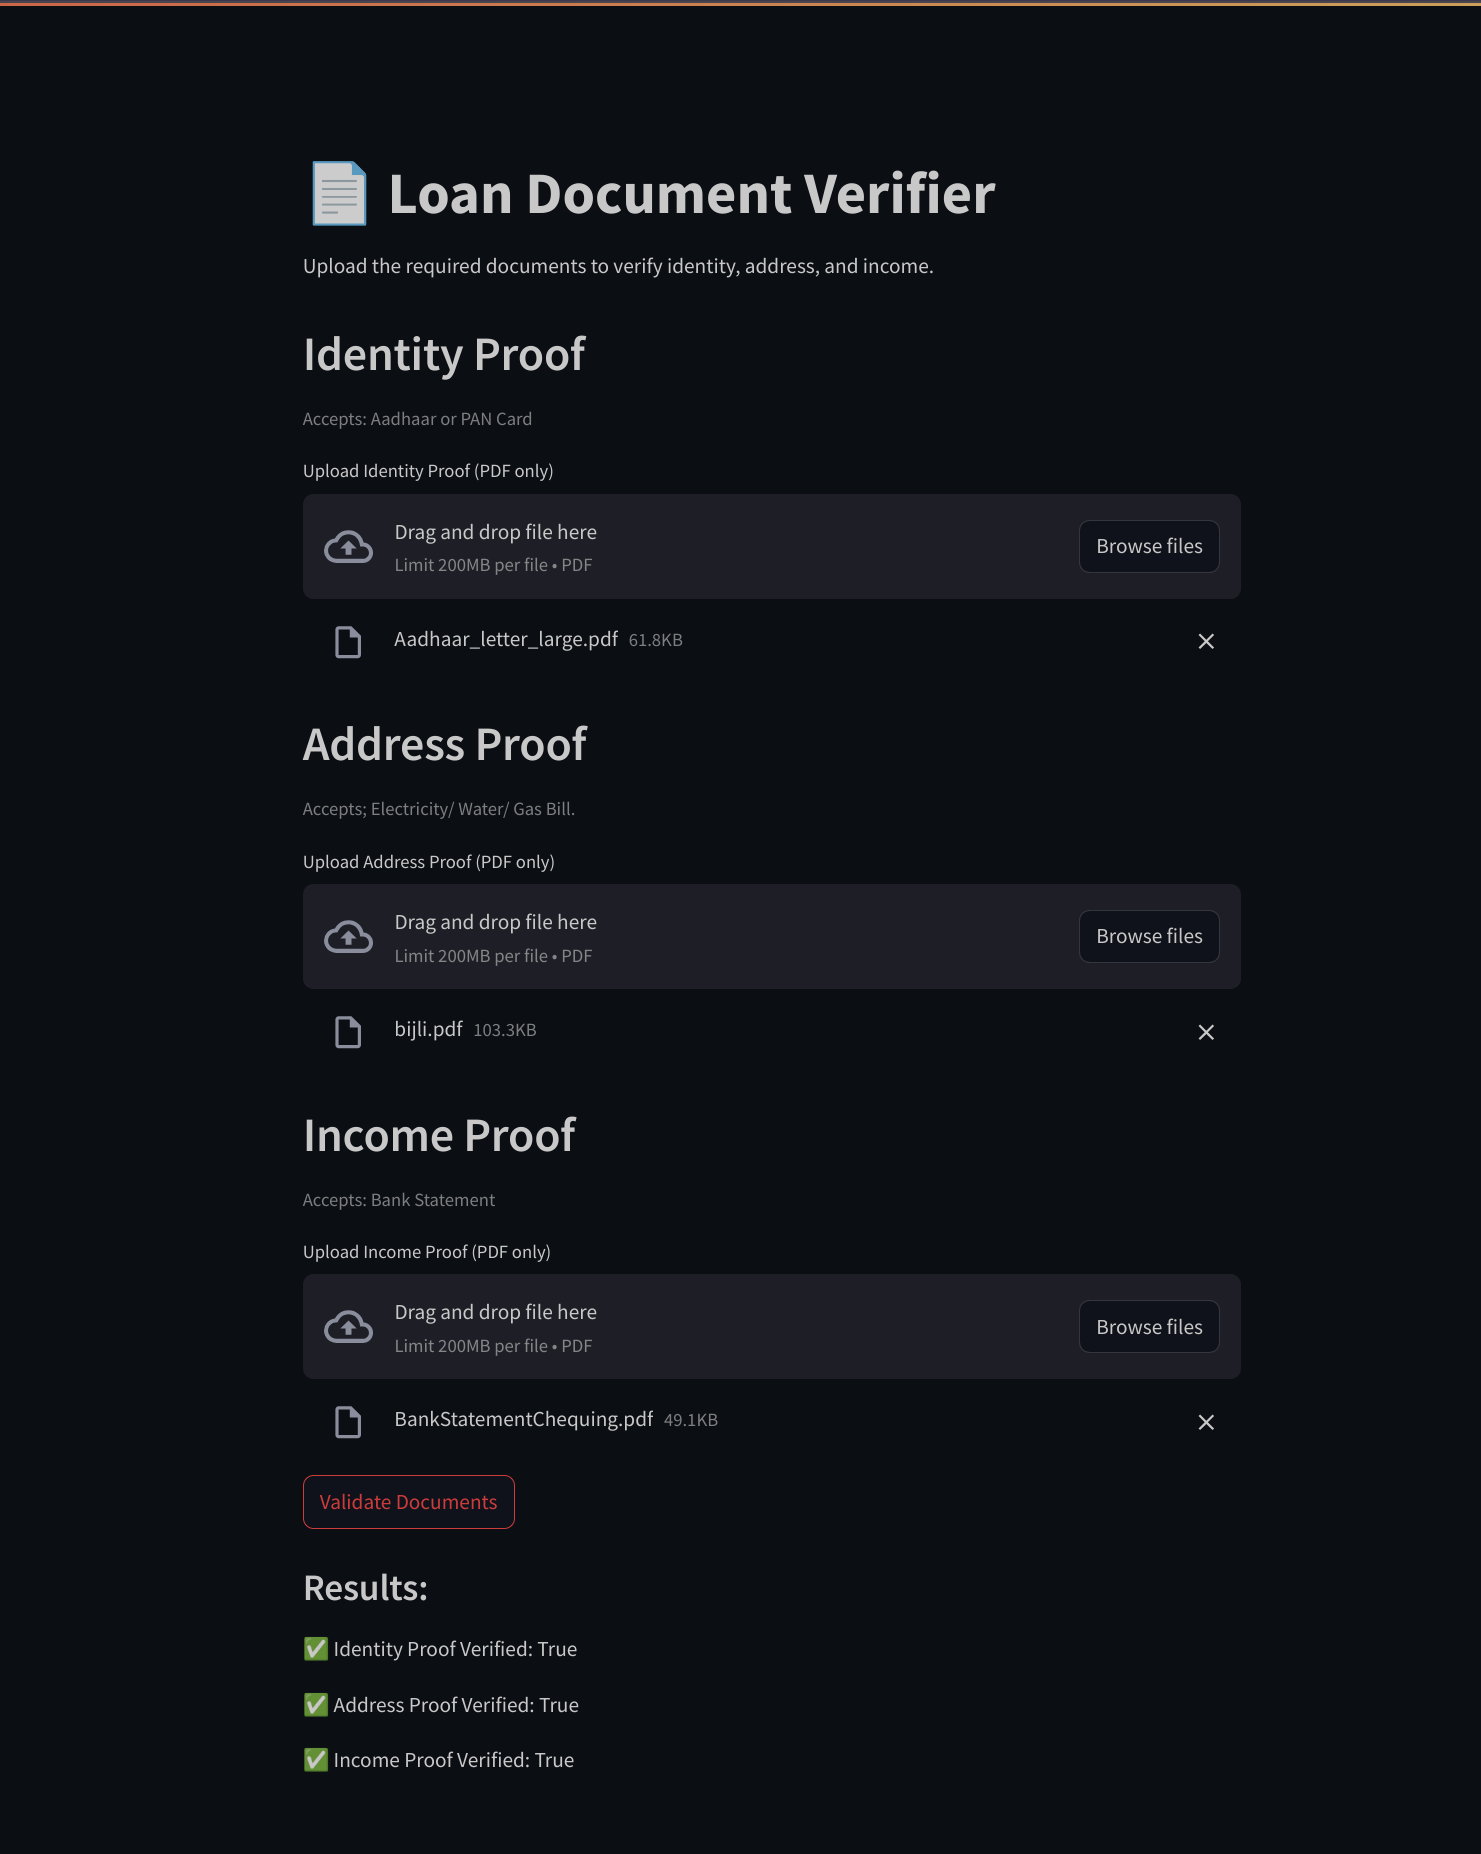 Loan Document Verifier
Upload the required documents to verify identity, address, and income.
Identity Proof
Accepts: Aadhaar or PAN Card
Upload Identity Proof (PDF only)
Drag and drop file here
Limit 200MB per file • PDF
Browse files
Aadhaar_letter_large.pdf 61.8KB
Address Proof
Accepts; Electricity/ Water/ Gas Bill.
Upload Address Proof (PDF only)
Drag and drop file here
Limit 200MB per file • PDF
Browse files
bijli.pdf 103.3KB
Income Proof
Accepts: Bank Statement
Upload Income Proof (PDF only)
Drag and drop file here
Limit 200MB per file • PDF
Browse files
BankStatementChequing.pdf 49.1KB
Validate Documents
Results:
✅ Identity Proof Verified: True
✅ Address Proof Verified: True
✅ Income Proof Verified: True